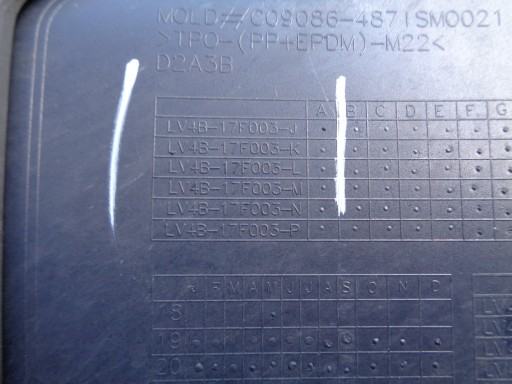 MOLD# C09086-4871SM0021
>TPO-(PP+EPDM)-M22<
D2A3B
A B C D E F G
LV4B-17F003-J
LV4B-17F003-K
LV4B-17F003-L
LV4B-17F003-M
LV4B-17F003-N
LV4B-17F003-P
J F M A M J J A S O N D
18
19
20
LV4